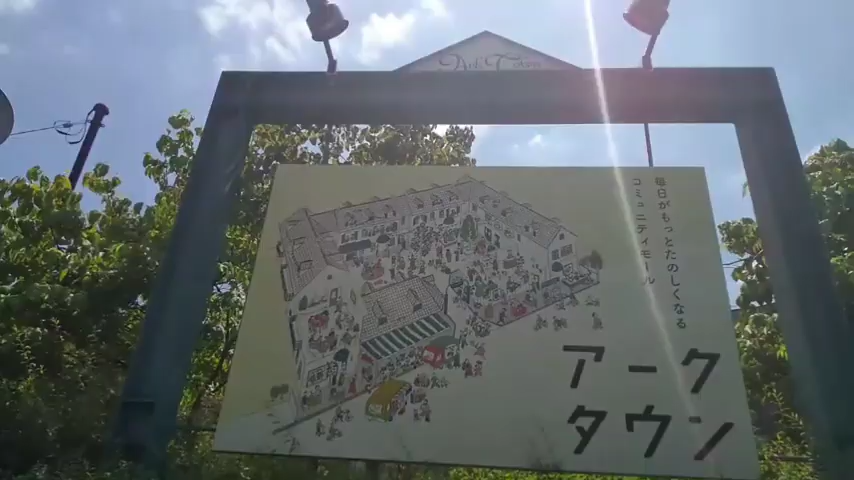 毎日がもっとたのしくなる
コミュニティモール
アーク
タウン